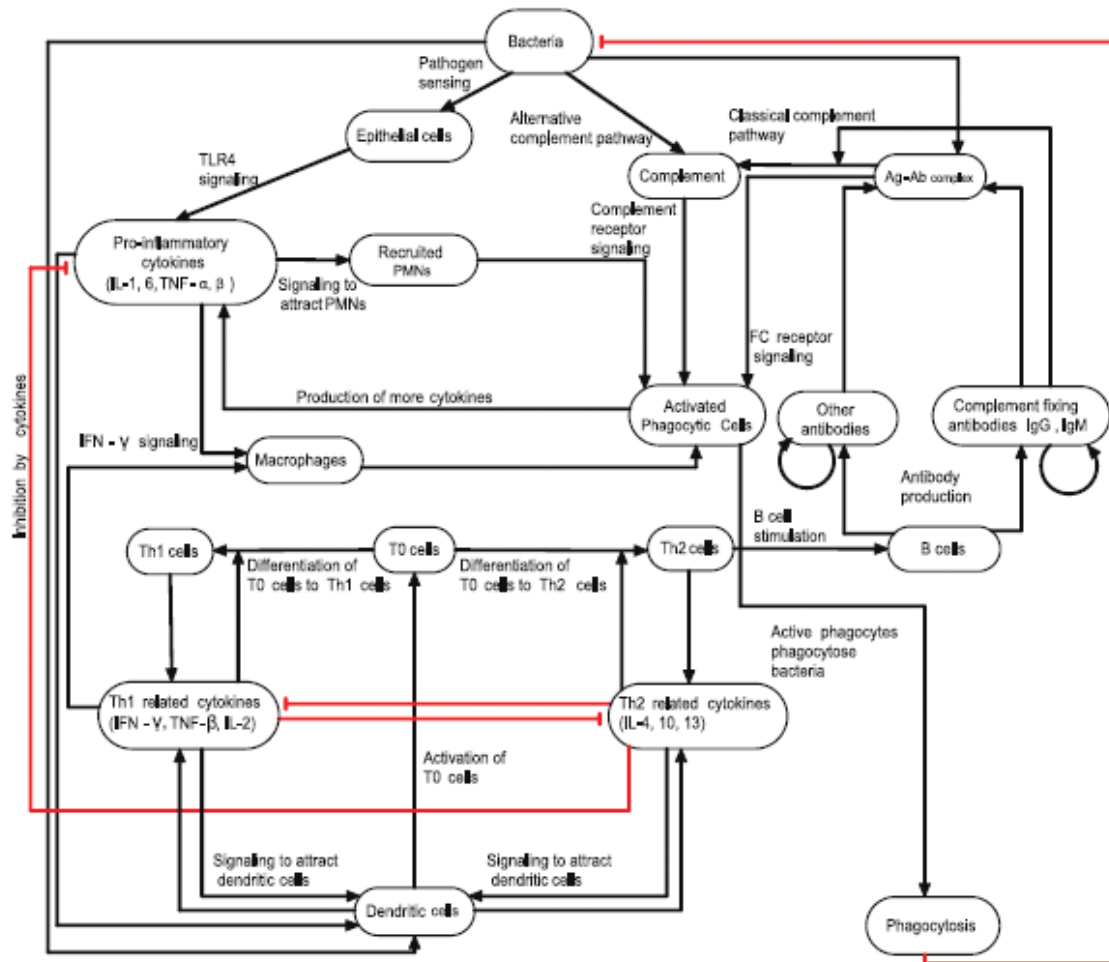 Bacteria
Pathogen
sensing
Alternative
complement pathway
Classical complement
pathway
Epithelial cells
TLR4
signaling
Complement
Ag-Ab complex
Complement
receptor
signaling
Pro-inflammatory
cytokines
(IL-1, 6, TNF-α, β )
Recruited
PMNs
Signaling to
attract PMNs
FC receptor
signaling
Production of more cytokines
Activated
Phagocytic Cells
Other
antibodies
Complement fixing
antibodies IgG , IgM
Inhibition by cytokines
IFN - γ signaling
Macrophages
Antibody
production
B cell
stimulation
Th1 cells
T0 cells
Th2 cells
B cells
Differentiation of
T0 cells to Th1 cells
Differentiation of
T0 cells to Th2 cells
Active phagocytes
phagocytose
bacteria
Th1 related cytokines
(IFN - γ, TNF-β, IL-2)
Th2 related cytokines
(IL-4, 10, 13)
Activation of
T0 cells
Signaling to attract
dendritic cells
Signaling to attract
dendritic cells
Dendritic cells
Phagocytosis